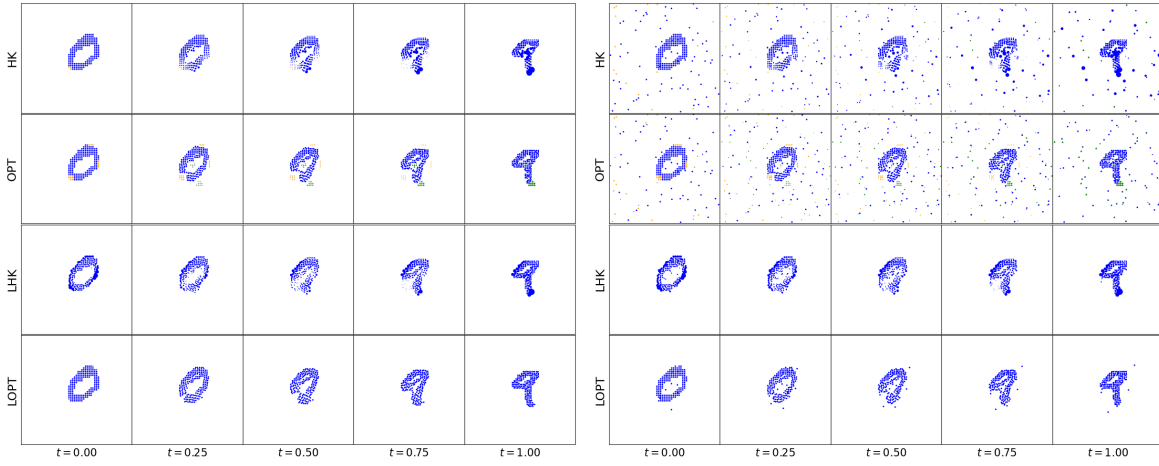 HK
OPT
LHK
LOPT
t = 0.00 t = 0.25 t = 0.50 t = 0.75 t = 1.00
HK
OPT
LHK
LOPT
t = 0.00 t = 0.25 t = 0.50 t = 0.75 t = 1.00